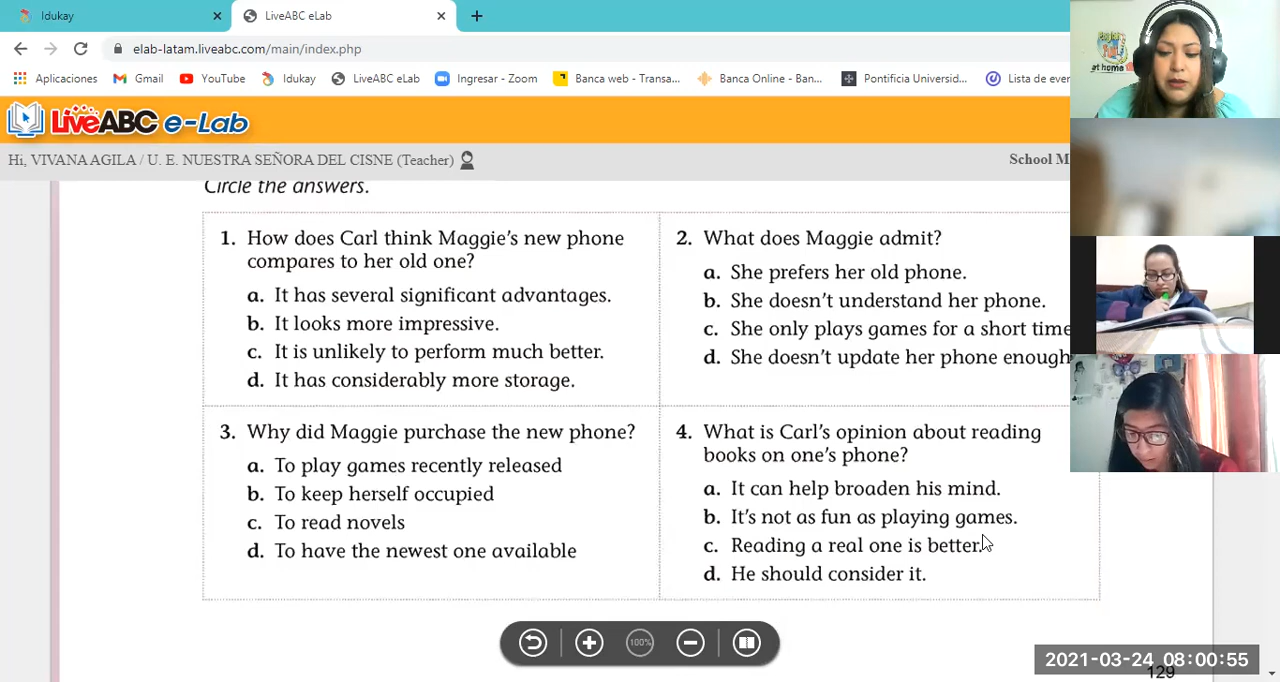 Idukay
LiveABC eLab
elab-latam.liveabc.com/main/index.php
Aplicaciones
Gmail
YouTube
Idukay
LiveABC eLab
Ingresar - Zoom
Banca web - Transa...
Banca Online - Ban...
Pontificia Universid...
Lista de ever
at home
LiveABC e-Lab
Hi, VIVANA AGILA / U. E. NUESTRA SEÑORA DEL CISNE (Teacher)
School M
Circle the answers.
1. How does Carl think Maggie's new phone
compares to her old one?
a. It has several significant advantages.
b. It looks more impressive.
c. It is unlikely to perform much better.
d. It has considerably more storage.
2. What does Maggie admit?
a. She prefers her old phone.
b. She doesn't understand her phone.
c. She only plays games for a short time
d. She doesn't update her phone enough
3. Why did Maggie purchase the new phone?
a. To play games recently released
b. To keep herself occupied
c. To read novels
d. To have the newest one available
4. What is Carl's opinion about reading
books on one's phone?
a. It can help broaden his mind.
b. It's not as fun as playing games.
c. Reading a real one is better.
d. He should consider it.
100%
2021-03-24 08:00:55
129